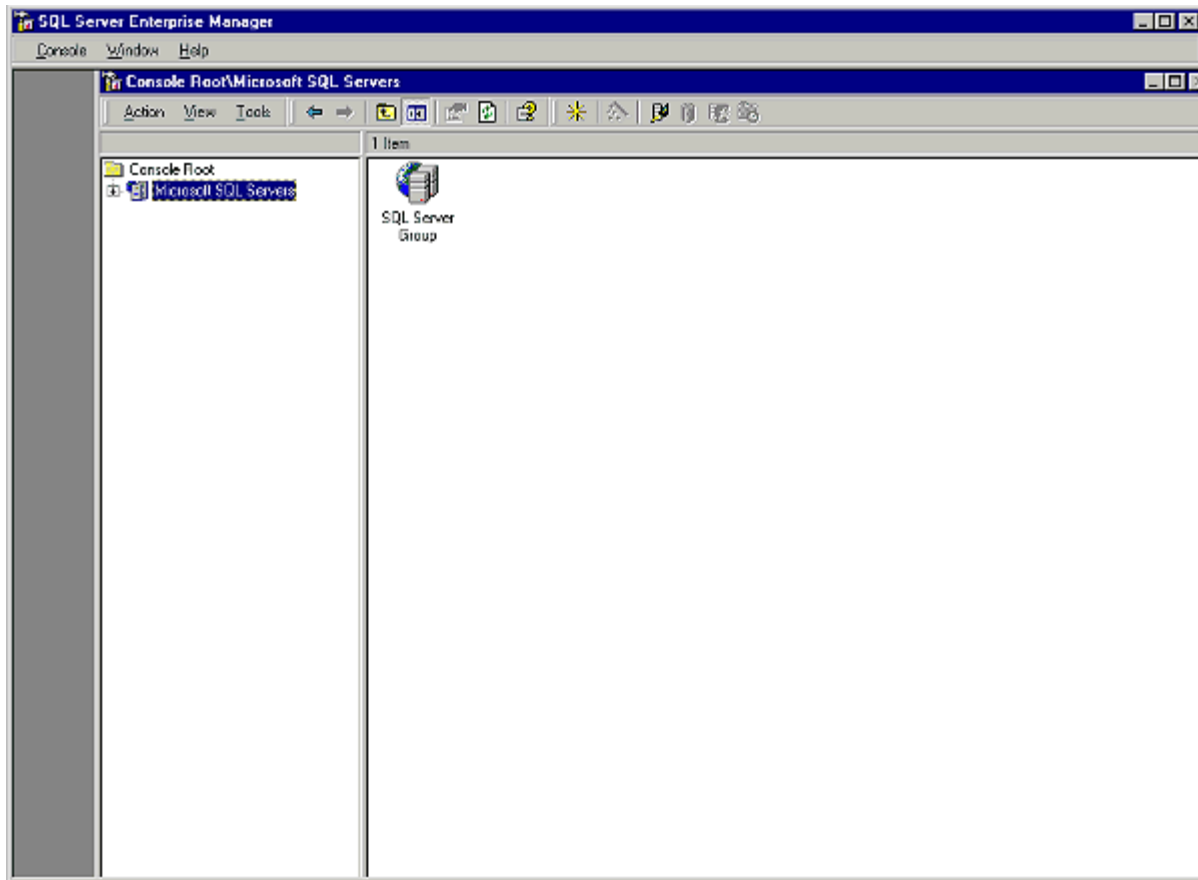 SQL Server Enterprise Manager
Console Window Help
Console Root\Microsoft SQL Servers
Action View Tools
1 Item
Console Root
Microsoft SQL Servers
SQL Server
Group